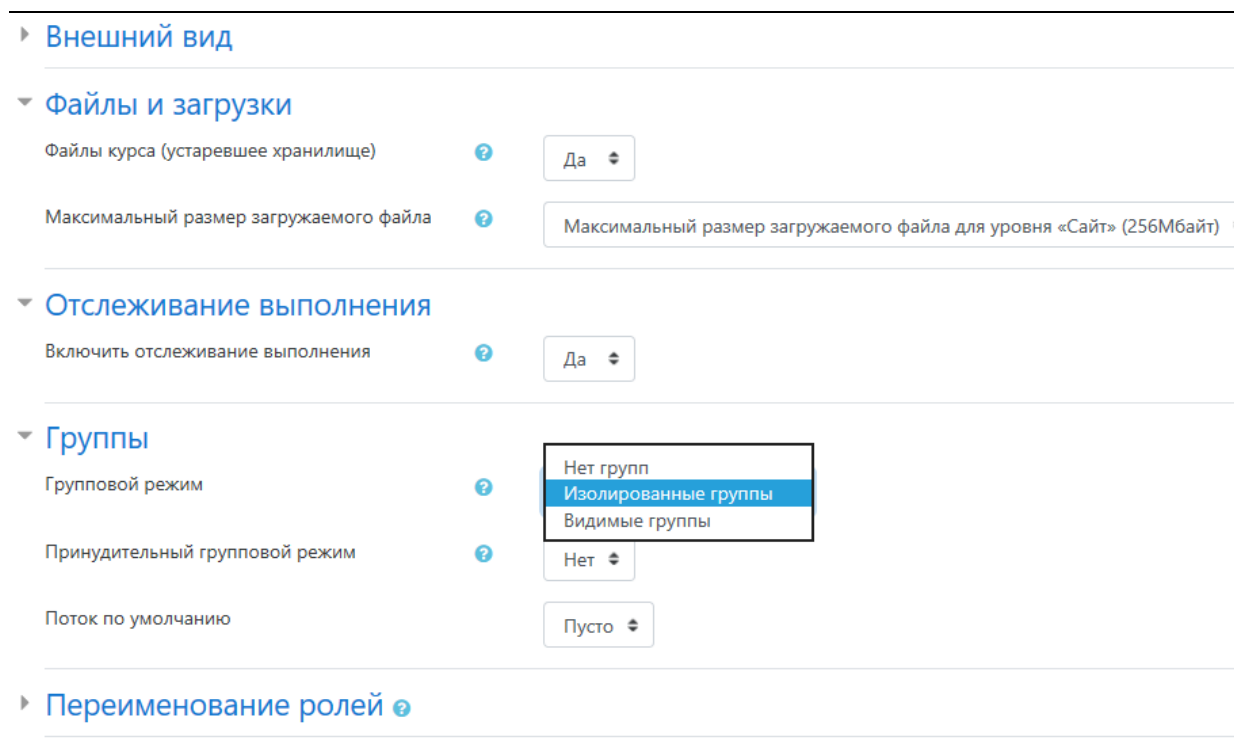 Внешний вид
Файлы и загрузки
Файлы курса (устаревшее хранилище)
Да
Максимальный размер загружаемого файла
Максимальный размер загружаемого файла для уровня «Сайт» (256Мбайт)
Отслеживание выполнения
Включить отслеживание выполнения
Да
Группы
Групповой режим
Нет групп
Изолированные группы
Видимые группы
Принудительный групповой режим
Нет
Поток по умолчанию
Пусто
Переименование ролей